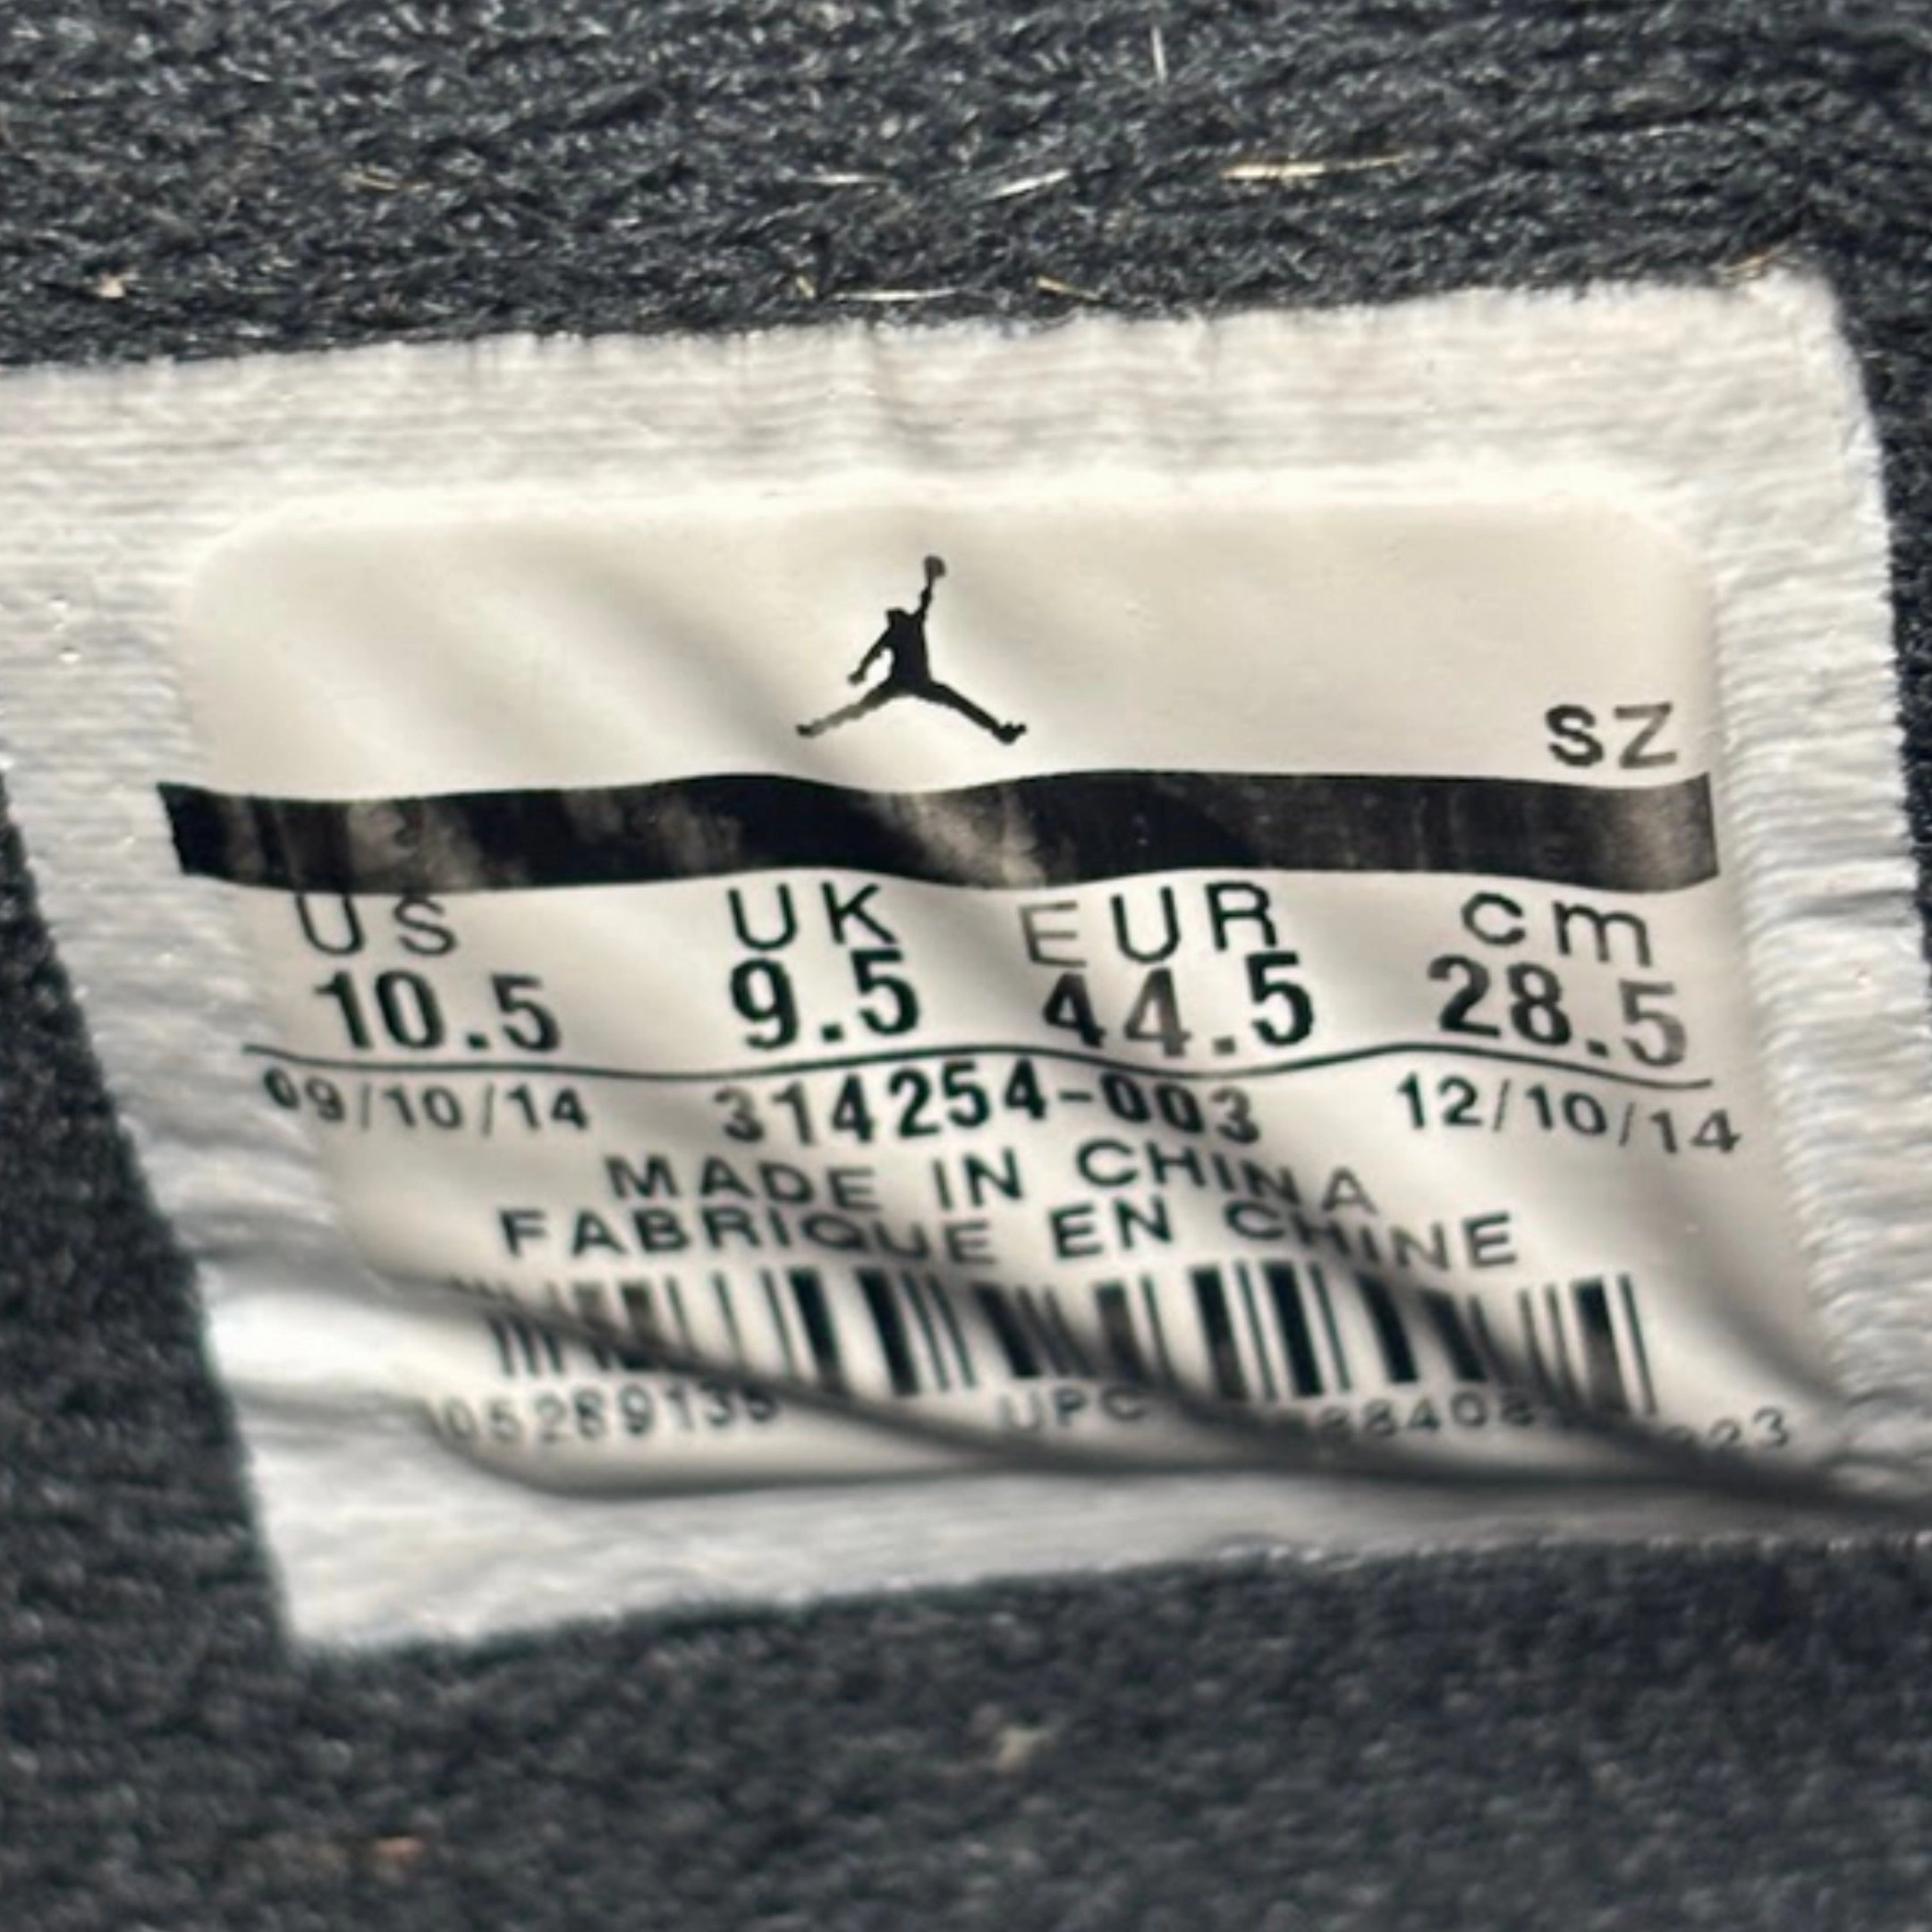 SZ
US UK EUR cm
10.5 9.5 44.5 28.5
09/10/14 314254-003 12/10/14
MADE IN CHINA
FABRIQUE EN CHINE
UPC